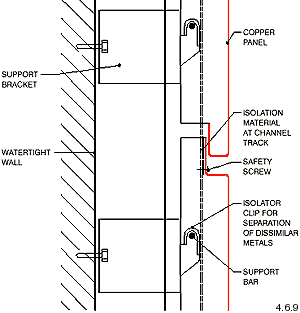 COPPER
PANEL
SUPPORT
BRACKET
ISOLATION
MATERIAL
AT CHANNEL
TRACK
WATERTIGHT
WALL
SAFETY
SCREW
ISOLATOR
CLIP FOR
SEPARATION
OF DISSIMILAR
METALS
SUPPORT
BAR
4.6.9